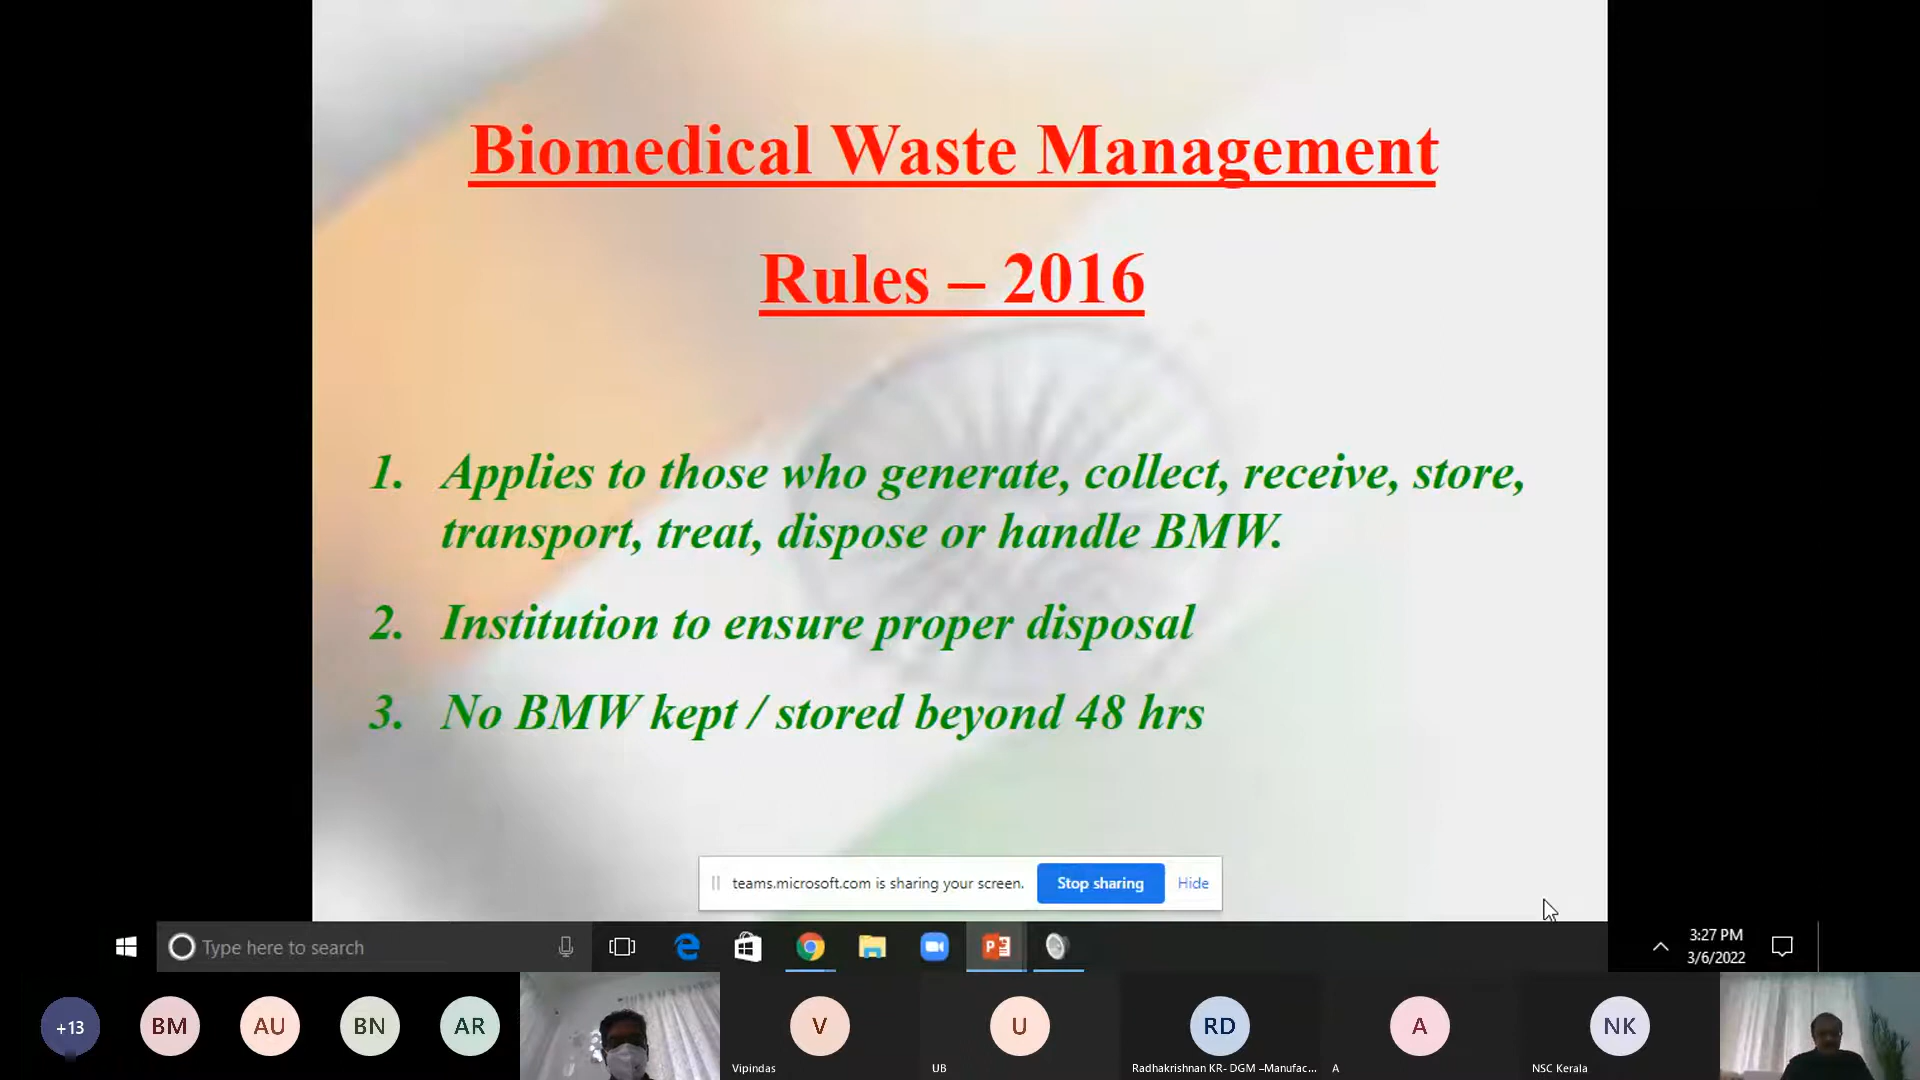 Biomedical Waste Management
Rules – 2016
1. Applies to those who generate, collect, receive, store,
transport, treat, dispose or handle BMW.
2. Institution to ensure proper disposal
3. No BMW kept / stored beyond 48 hrs
teams.microsoft.com is sharing your screen. Stop sharing Hide
Type here to search
3:27 PM
3/6/2022
+13 BM AU BN AR V U RD A NK
Vipindas UB Radhakrishnan KR- DGM –Manufac... A NSC Kerala